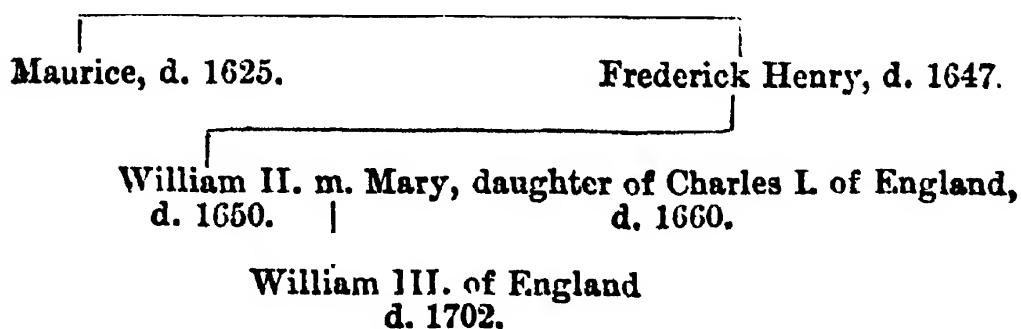 Maurice, d. 1625. Frederick Henry, d. 1647.
William II. m. Mary, daughter of Charles I. of England,
d. 1650. d. 1660.
William III. of England
d. 1702.